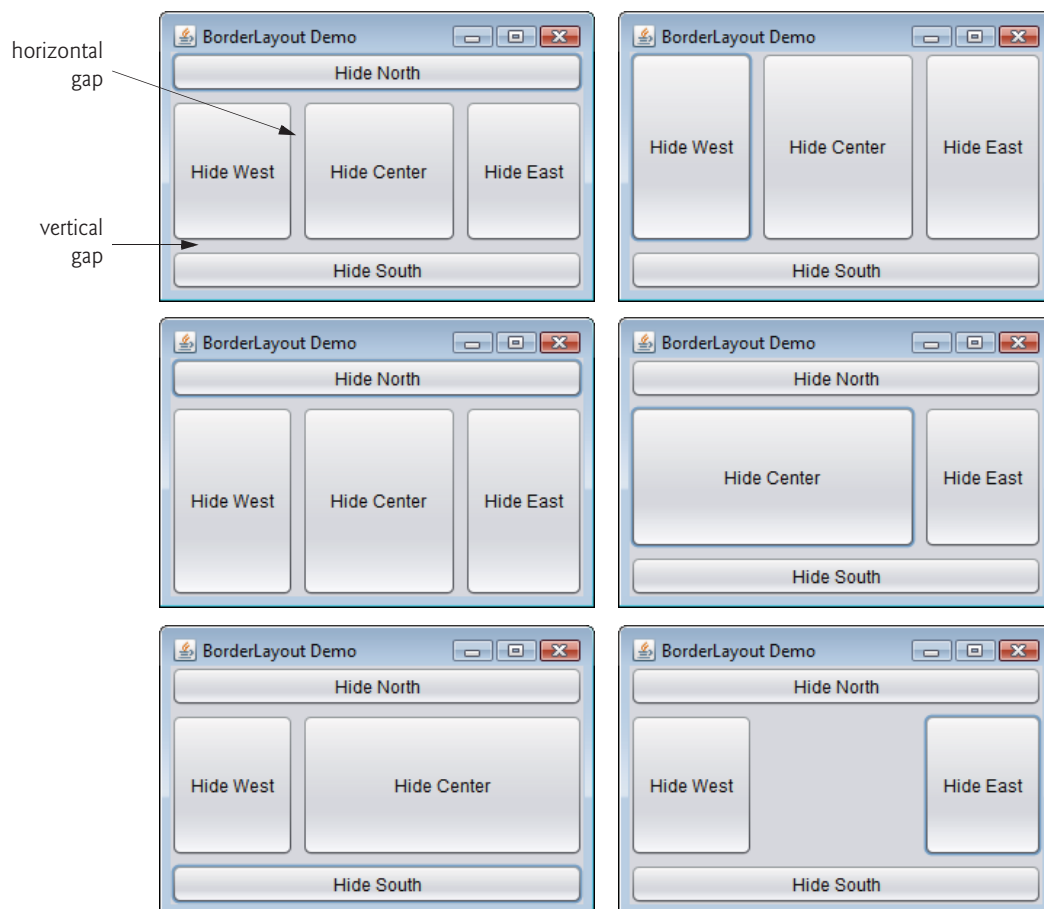 horizontal
gap
vertical
gap
BorderLayout Demo
Hide North
Hide West
Hide Center
Hide East
Hide South
BorderLayout Demo
Hide West
Hide Center
Hide East
Hide South
BorderLayout Demo
Hide North
Hide West
Hide Center
Hide East
BorderLayout Demo
Hide North
Hide Center
Hide East
Hide South
BorderLayout Demo
Hide North
Hide West
Hide Center
Hide South
BorderLayout Demo
Hide North
Hide West
Hide East
Hide South